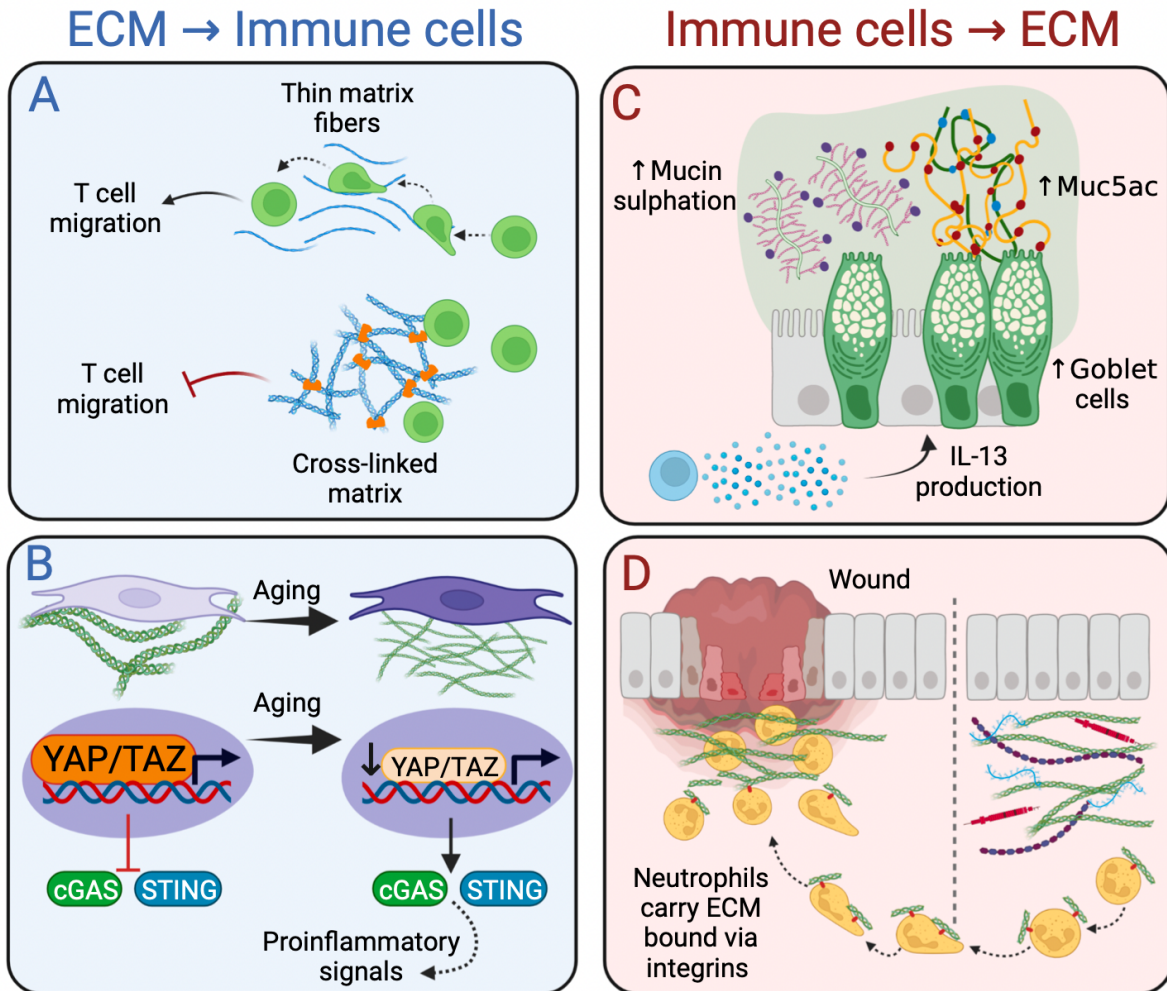 ECM → Immune cells
Immune cells → ECM
A
Thin matrix
fibers
T cell
migration
T cell
migration
Cross-linked
matrix
B
Aging
Aging
YAP/TAZ
↓ YAP/TAZ
cGAS
STING
cGAS
STING
Proinflammatory
signals
C
↑Mucin
sulphation
↑Muc5ac
↑Goblet
cells
IL-13
production
D
Wound
Neutrophils
carry ECM
bound via
integrins